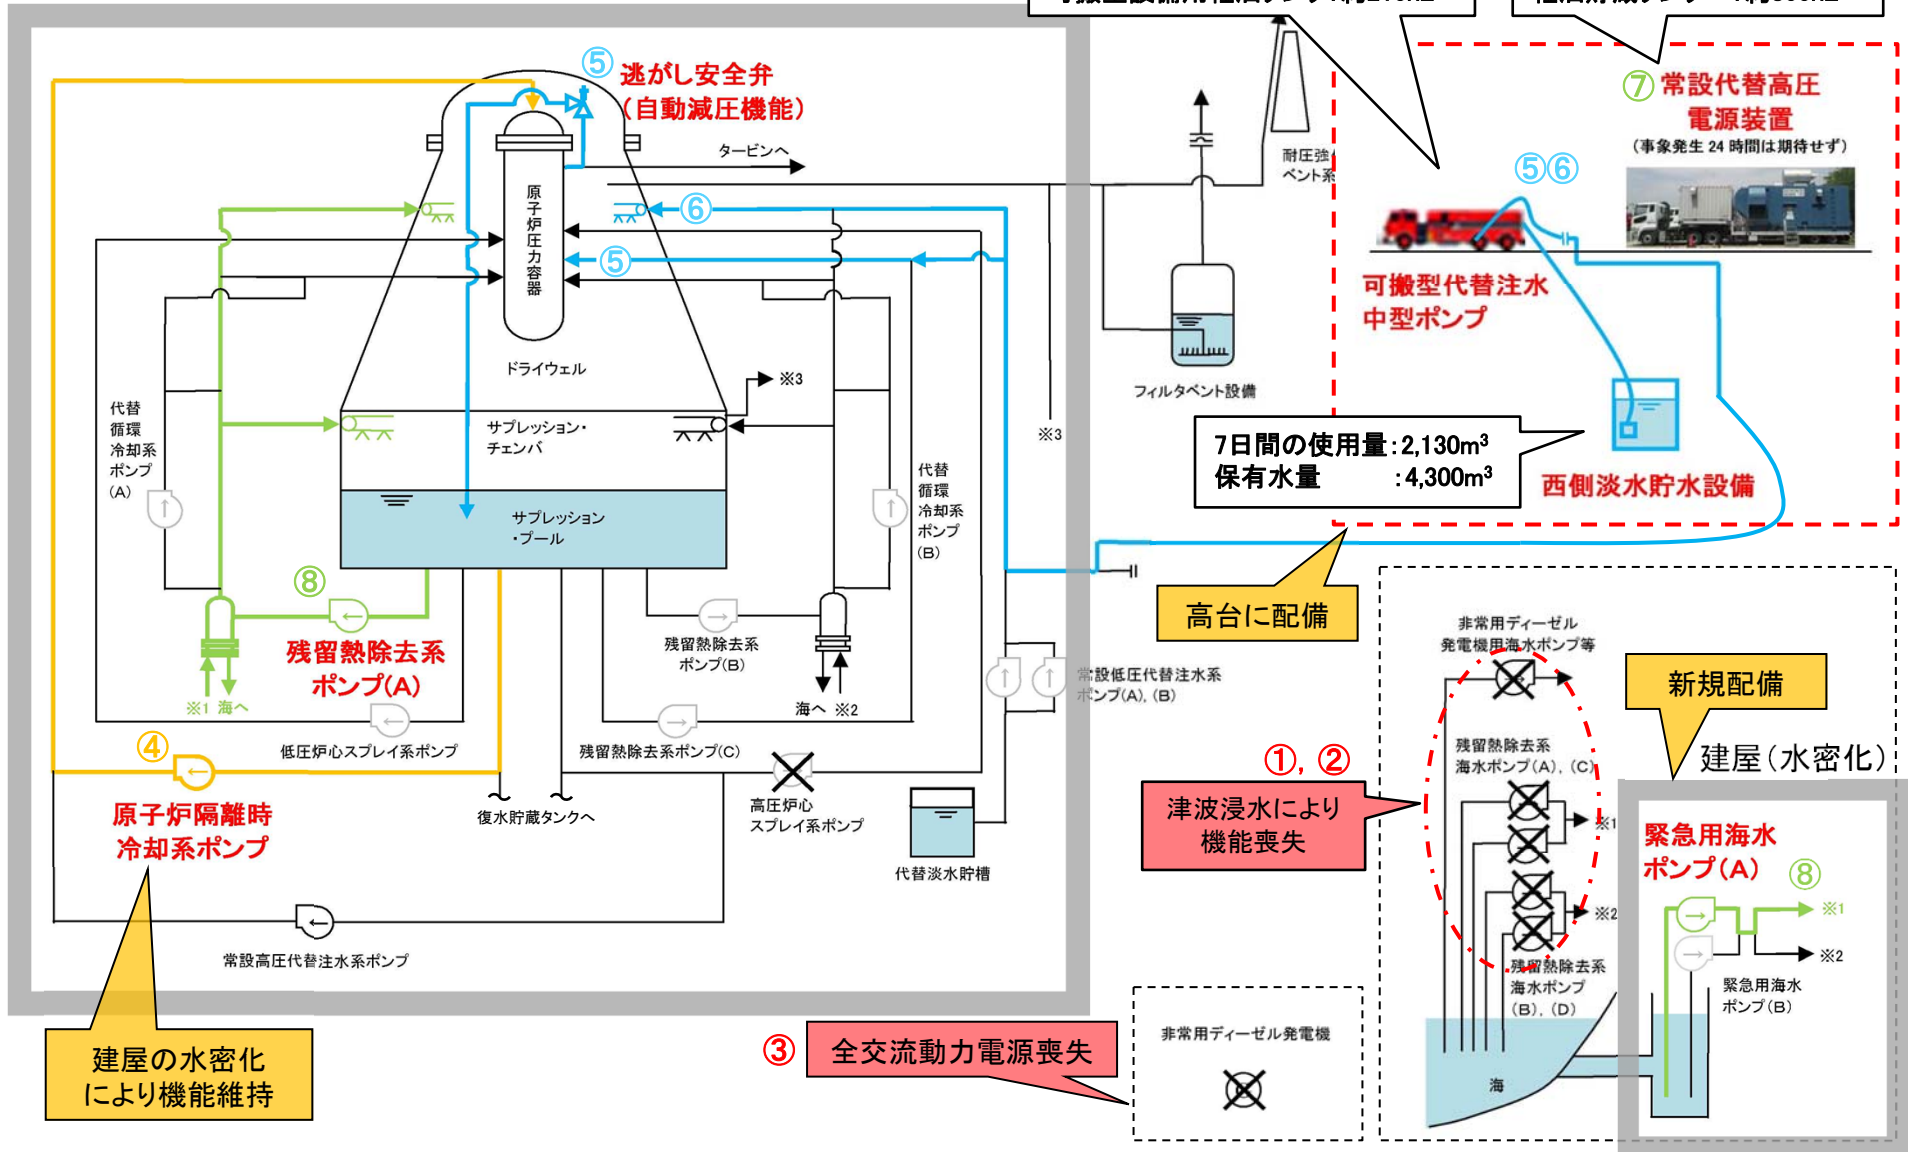 ⑤
逃がし安全弁
(自動減圧機能)
タービンへ
原子炉圧力容器
⑥
⑤
ドライウェル
※3
サプレッション・
チェンバ
サプレッション
・プール
代替
循環
冷却系
ポンプ
(A)
代替
循環
冷却系
ポンプ
(B)
⑧
残留熱除去系
ポンプ(A)
※1 海へ
残留熱除去系
ポンプ(B)
海へ ※2
低圧炉心スプレイ系ポンプ
残留熱除去系ポンプ(C)
④
原子炉隔離時
冷却系ポンプ
復水貯蔵タンクへ
高圧炉心
スプレイ系ポンプ
代替淡水貯槽
常設高圧代替注水系ポンプ
建屋の水密化
により機能維持
常設低圧代替注水系
ポンプ(A), (B)
耐圧強化
ベント系
フィルタベント設備
※3
⑦ 常設代替高圧
電源装置
(事象発生 24 時間は期待せず)
⑤⑥
可搬型代替注水
中型ポンプ
7日間の使用量:2,130m³
保有水量 :4,300m³
西側淡水貯水設備
高台に配備
非常用ディーゼル
発電機用海水ポンプ等
新規配備
建屋(水密化)
①, ②
津波浸水により
機能喪失
残留熱除去系
海水ポンプ(A), (C)
※1
※2
残留熱除去系
海水ポンプ
(B), (D)
緊急用海水
ポンプ(A)
⑧
※1
※2
緊急用海水
ポンプ(B)
海
③ 全交流動力電源喪失
非常用ディーゼル発電機